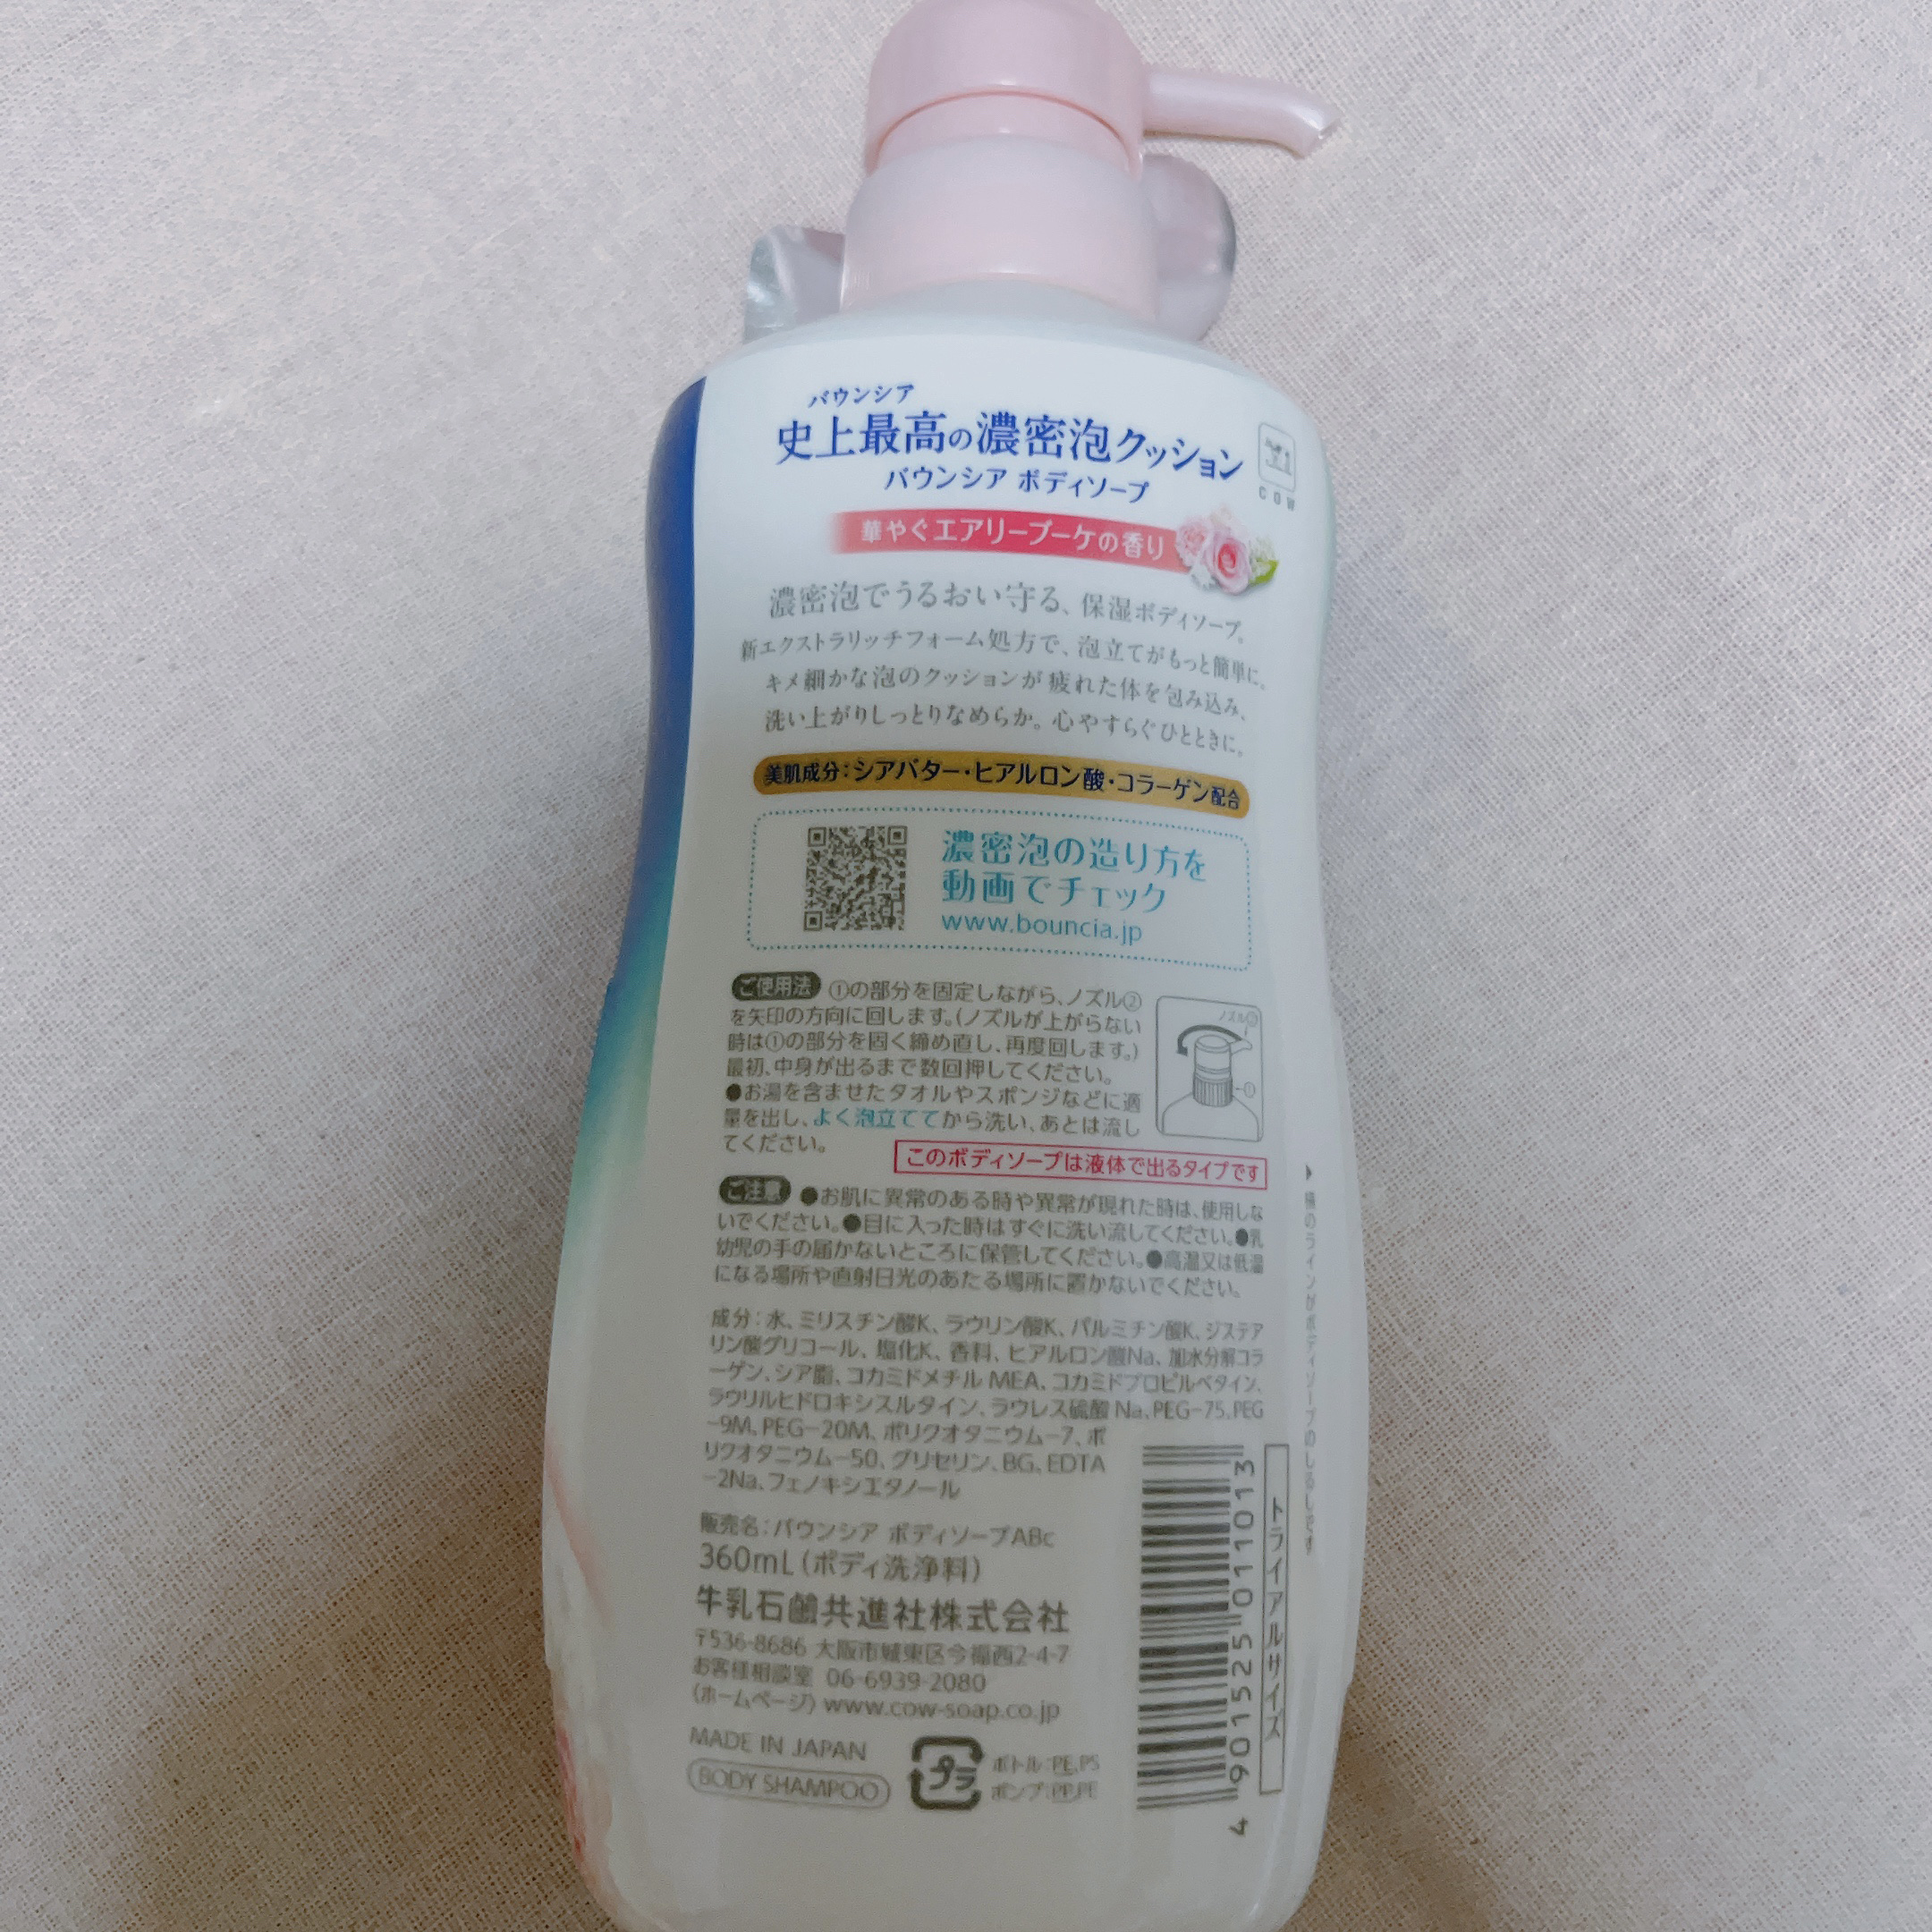 バウンシア
史上最高の濃密泡クッション
バウンシア ボディソープ
COW
華やぐエアリーブーケの香り
濃密泡でうるおい守る、保湿ボディソープ。
新エクストラリッチフォーム処方で、泡立てがもっと簡単に。
キメ細かな泡のクッションが疲れた体を包み込み、
洗い上がりしっとりなめらか。心やすらぐひとときに。
美肌成分:シアバター・ヒアルロン酸・コラーゲン配合
濃密泡の造り方を
動画でチェック
www.bouncia.jp
ご使用法 ①の部分を固定しながら、ノズル②
を矢印の方向に回します。(ノズルが上がらない
時は①の部分を固く締め直し、再度回します。)
最初、中身が出るまで数回押してください。
●お湯を含ませたタオルやスポンジなどに適
量を出し、よく泡立ててから洗い、あとは流し
てください。
ノズル②
①
このボディソープは液体で出るタイプです
ご注意 ●お肌に異常のある時や異常が現れた時は、使用しな
いでください。●目に入った時はすぐに洗い流してください。●乳
幼児の手の届かないところに保管してください。●高温又は低温
になる場所や直射日光のあたる場所に置かないでください。
成分:水、ミリスチン酸K、ラウリン酸K、パルミチン酸K、ジステア
リン酸グリコール、塩化K、香料、ヒアルロン酸Na、加水分解コラ
ーゲン、シア脂、コカミドメチルMEA、コカミドプロピルベタイン、
ラウリルヒドロキシスルタイン、ラウレス硫酸Na、PEG-75、PEG
-9M、PEG-20M、ポリクオタニウム-7、ポ
リクオタニウム-50、グリセリン、BG、EDTA
-2Na、フェノキシエタノール
販売名:バウンシア ボディソープABc
360mL(ボディ洗浄料)
牛乳石鹼共進社株式会社
〒536-8686 大阪市城東区今福西2-4-7
お客様相談室 06-6939-2080
(ホームページ) www.cow-soap.co.jp
MADE IN JAPAN
BODY SHAMPOO
プラ
ボトル:PE,PS
ポンプ:PP,PE
4 901525 011013
トライアルサイズ
横のラインがボディソープのしるしです